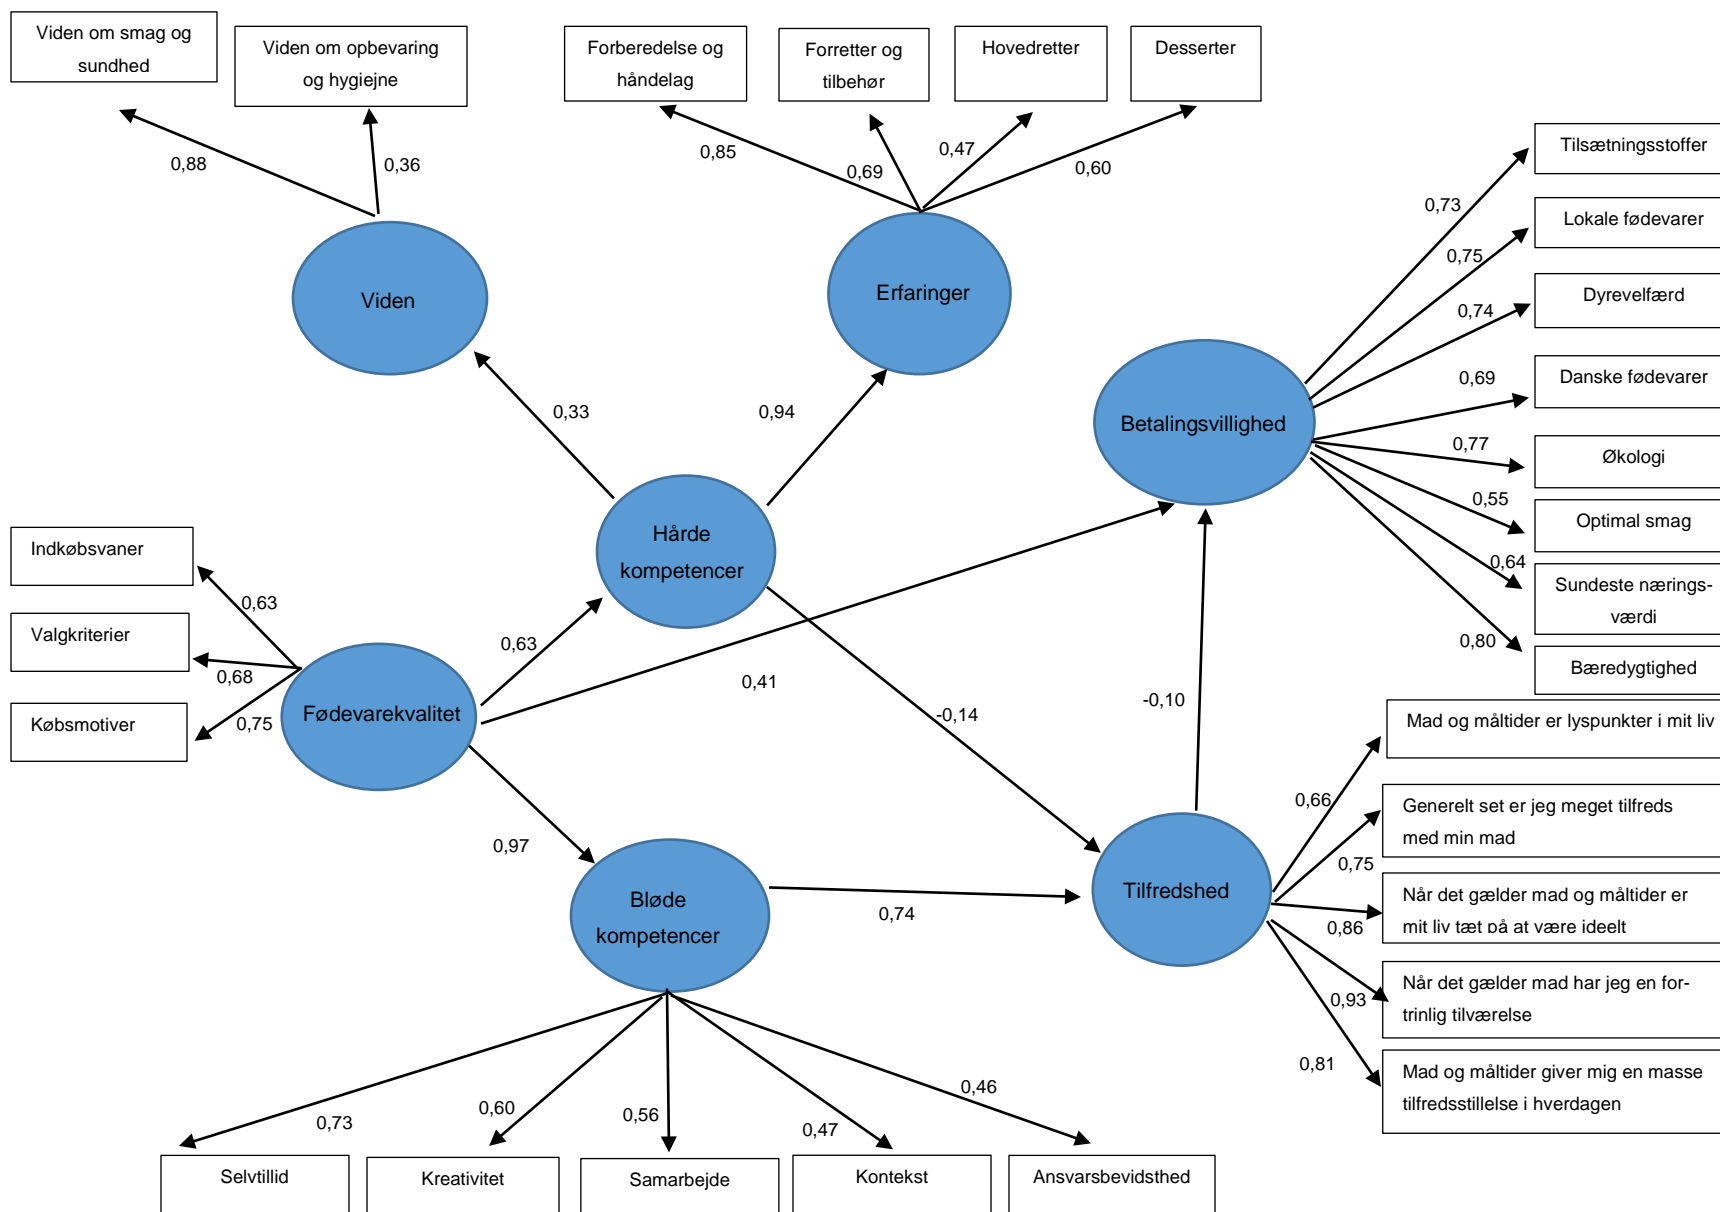 Viden om smag og
sundhed
Viden om opbevaring
og hygiejne
Forberedelse og
håndelag
Forretter og
tilbehør
Hovedretter
Desserter
0,88
0,36
0,85
0,69
0,47
0,60
Tilsætningsstoffer
0,73
Lokale fødevarer
0,75
Dyrevelfærd
0,74
Danske fødevarer
0,69
Økologi
0,77
Optimal smag
0,55
Sundeste nærings-
værdi
0,64
Bæredygtighed
0,80
Viden
Erfaringer
Betalingsvillighed
0,33
0,94
Hårde
kompetencer
Indkøbsvaner
0,63
Valgkriterier
0,68
Købsmotiver
0,75
Fødevarekvalitet
0,63
0,41
-0,14
-0,10
0,97
Bløde
kompetencer
0,74
Tilfredshed
Mad og måltider er lyspunkter i mit liv
0,66
Generelt set er jeg meget tilfreds
med min mad
0,75
Når det gælder mad og måltider er
mit liv tæt på at være ideelt
0,86
Når det gælder mad har jeg en for-
trinlig tilværelse
0,93
Mad og måltider giver mig en masse
tilfredsstillelse i hverdagen
0,81
0,73
0,60
0,56
0,47
0,46
Selvtillid
Kreativitet
Samarbejde
Kontekst
Ansvarsbevidsthed